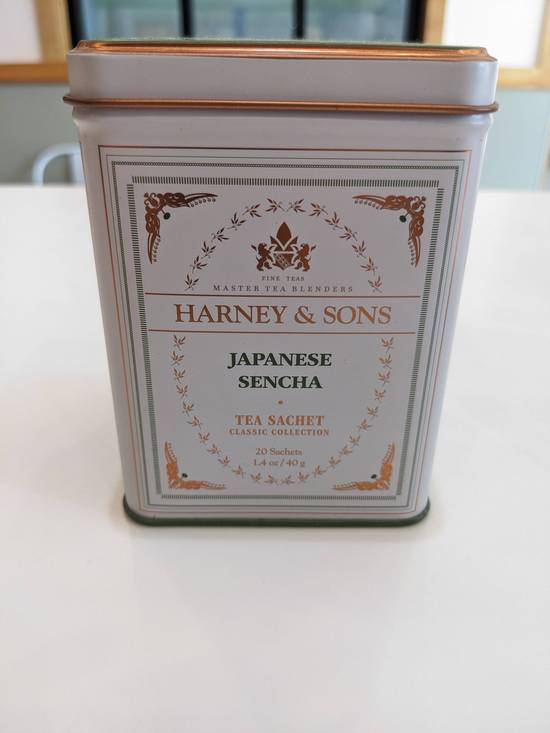 FINE TEAS
MASTER TEA BLENDERS
HARNEY & SONS
JAPANESE
SENCHA
TEA SACHET
CLASSIC COLLECTION
20 Sachets
1.4 oz / 40 g